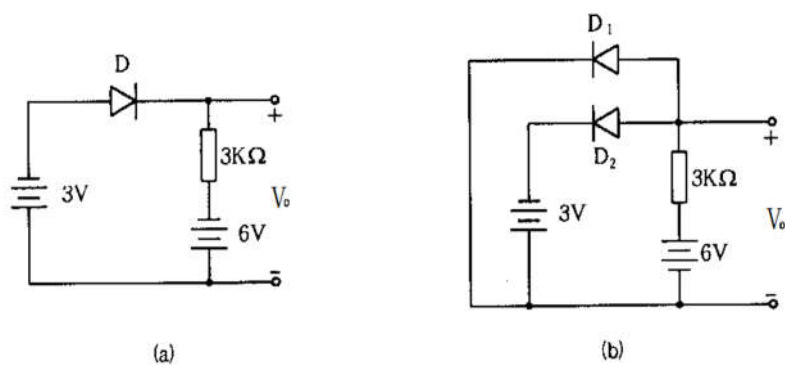 D
+
3KΩ
3V
V₀
6V
−
(a)
D₁
D₂
+
3KΩ
3V
V₀
6V
−
(b)